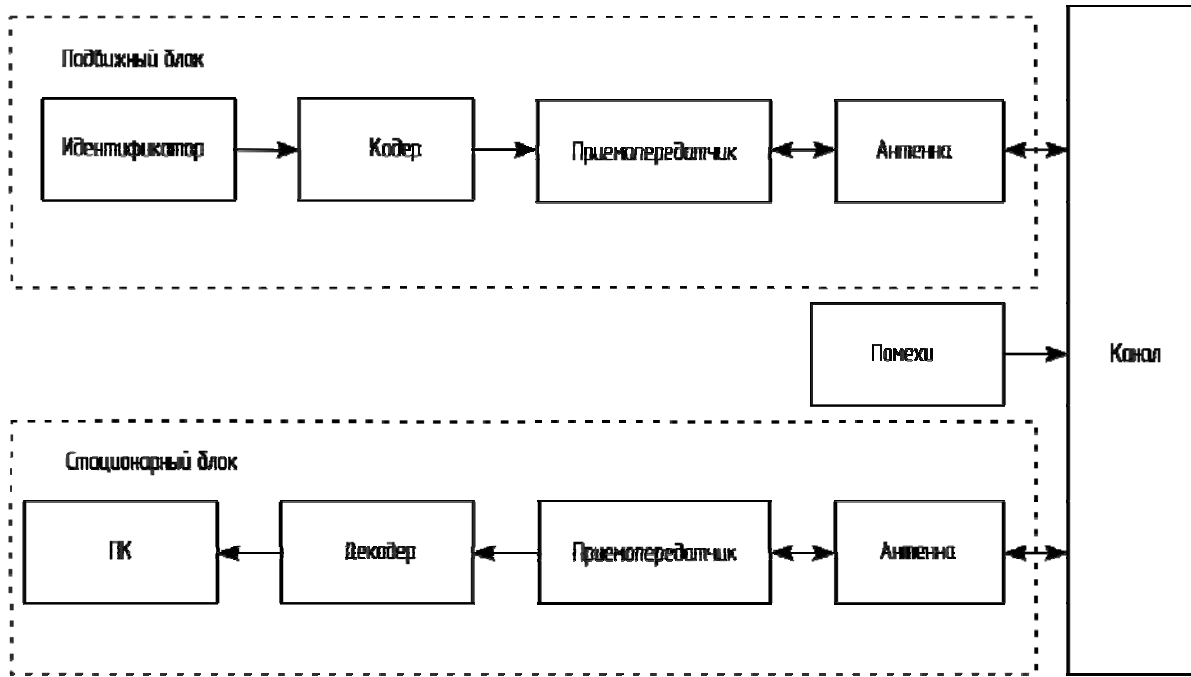 Подвижный блок
Идентификатор
Кодер
Приемопередатчик
Антенна
Помехи
Канал
Стационарный блок
ПК
Декодер
Приемопередатчик
Антенна